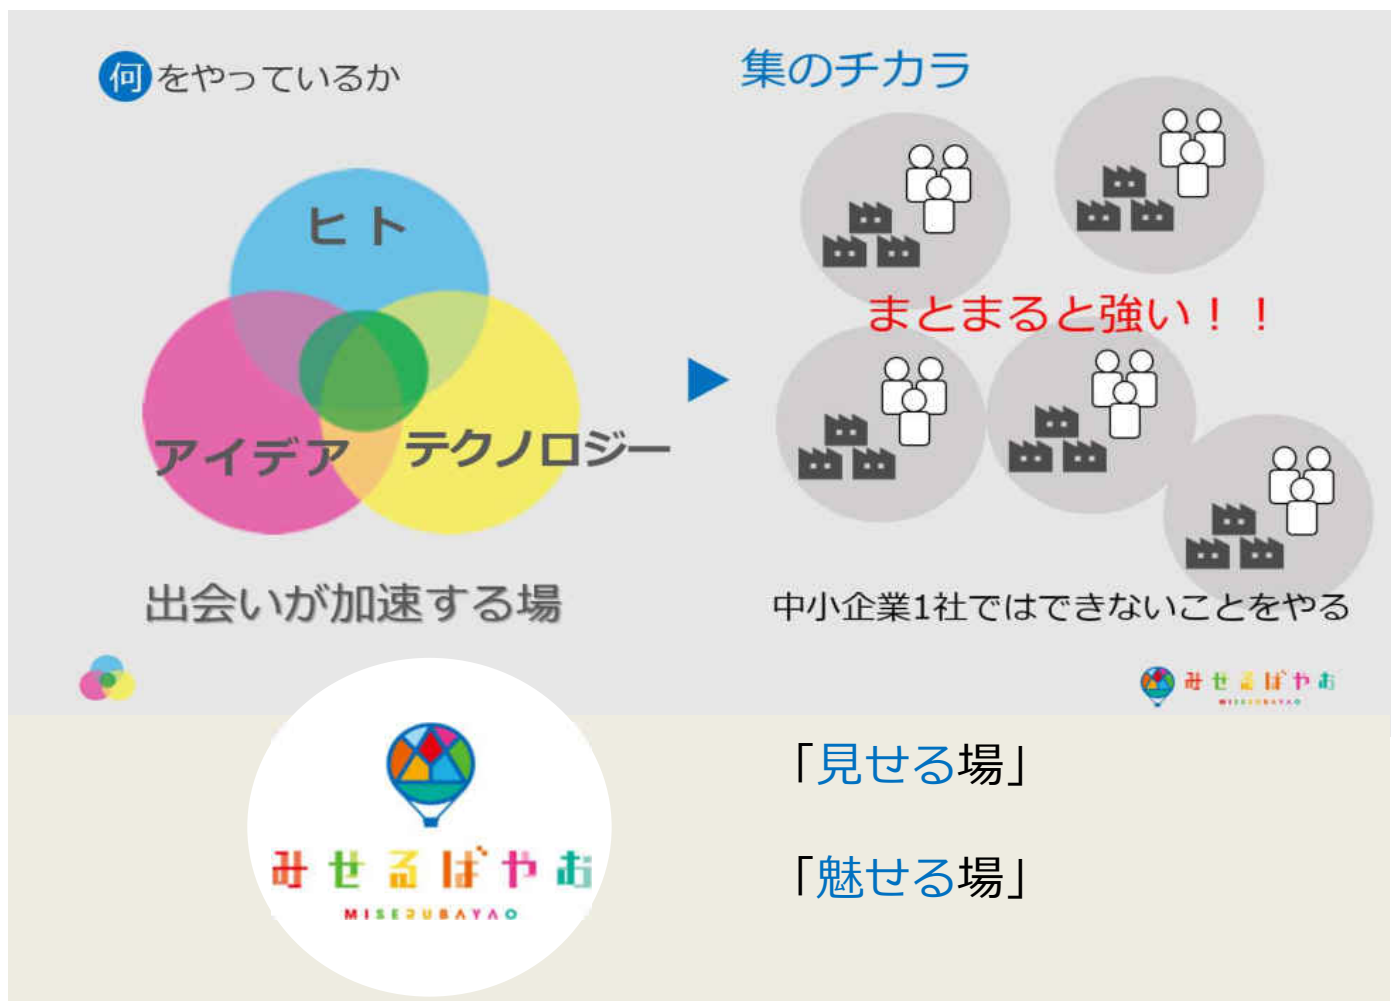 何をやっているか
集のチカラ
ヒト
アイデア
テクノロジー
まとまると強い！！
出会いが加速する場
中小企業1社ではできないことをやる
みせるばやお
MISERUBAYAO
「見せる場」
「魅せる場」
みせるばやお
MISERUBAYAO